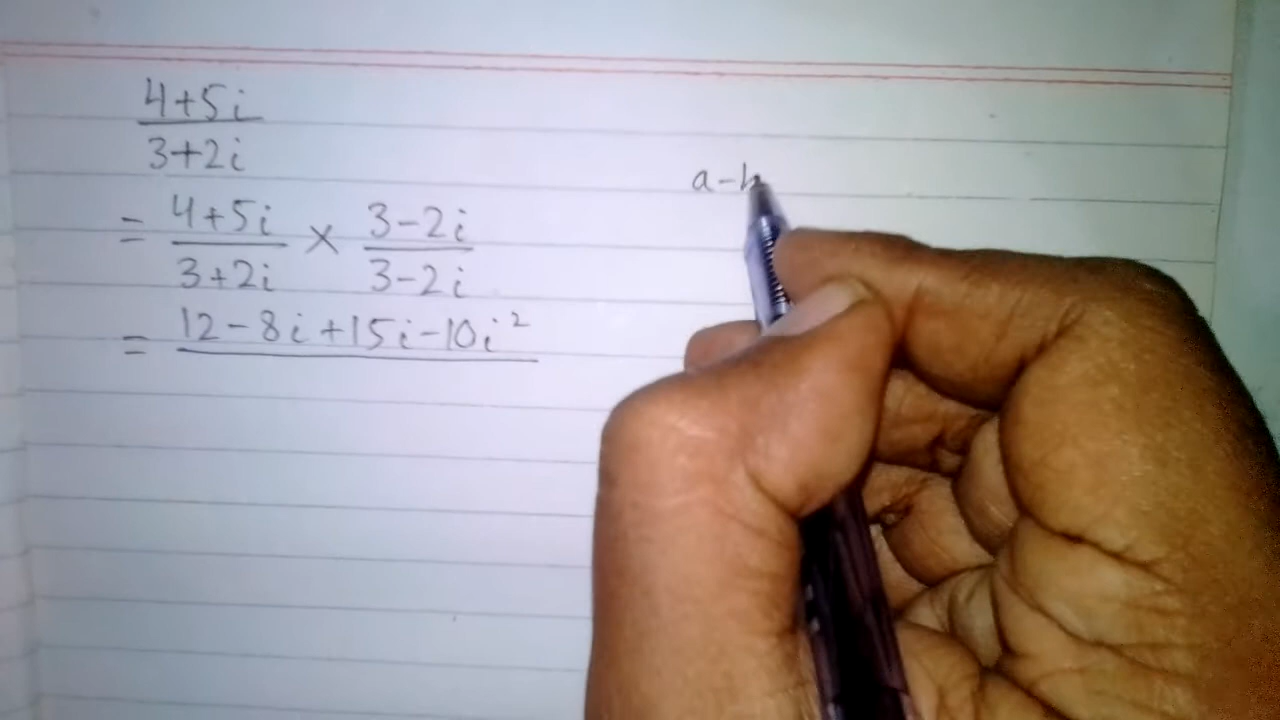 4+5i
3+2i
= 4+5i / 3+2i × 3-2i / 3-2i
= 12-8i+15i-10i²
a-b